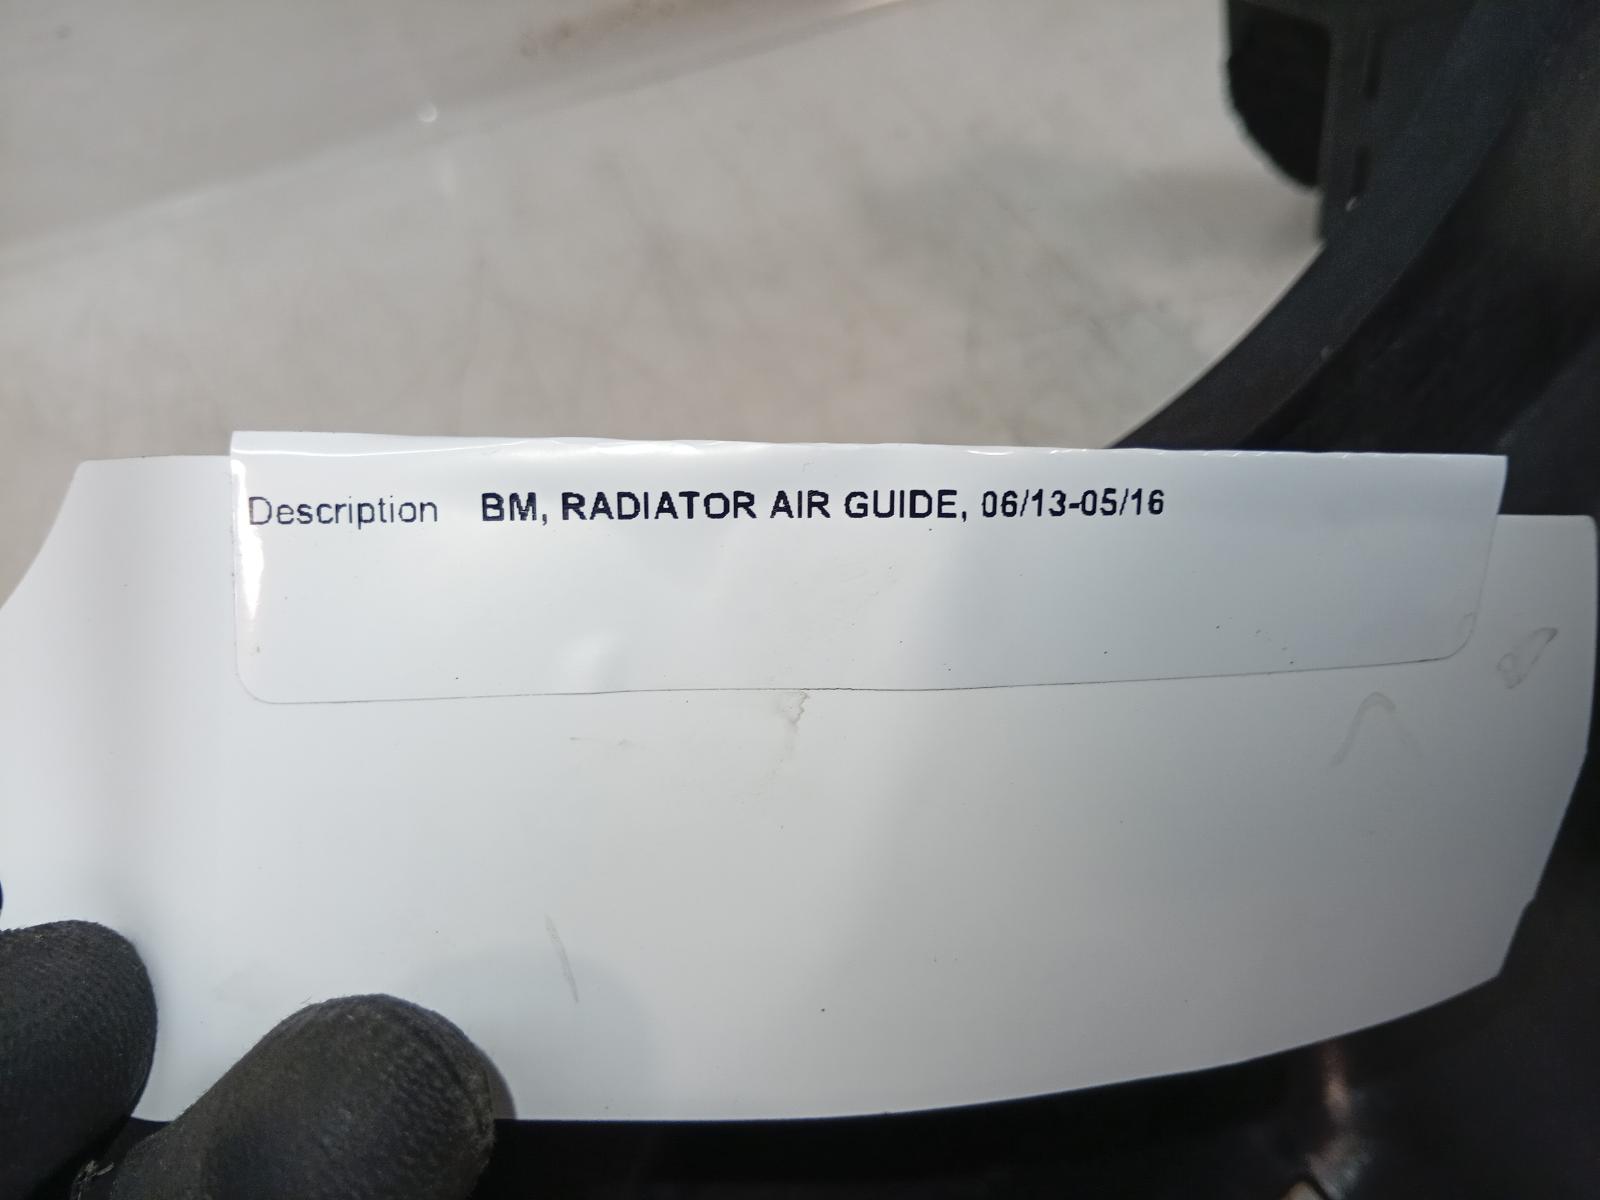 Description BM, RADIATOR AIR GUIDE, 06/13-05/16